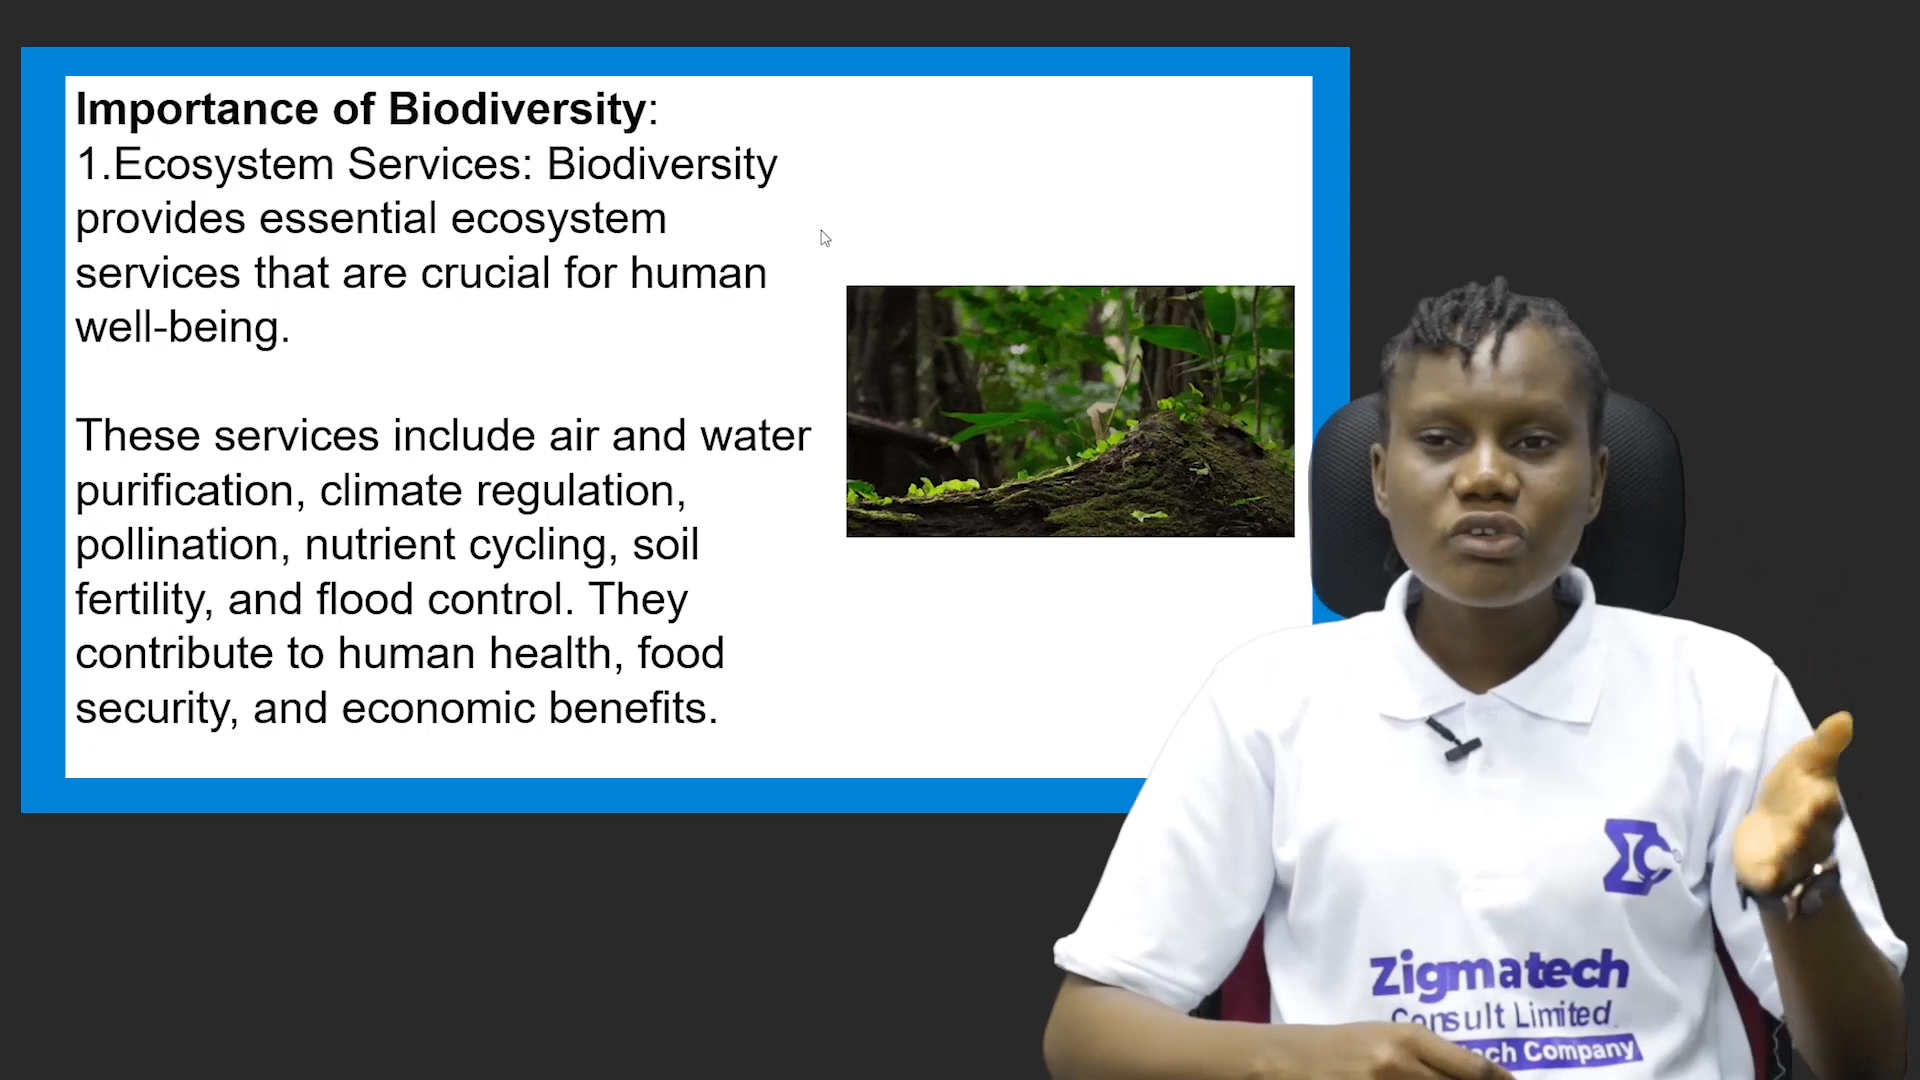 Importance of Biodiversity:
1.Ecosystem Services: Biodiversity
provides essential ecosystem
services that are crucial for human
well-being.
These services include air and water
purification, climate regulation,
pollination, nutrient cycling, soil
fertility, and flood control. They
contribute to human health, food
security, and economic benefits.
Zigmatech
Consult Limited
Company